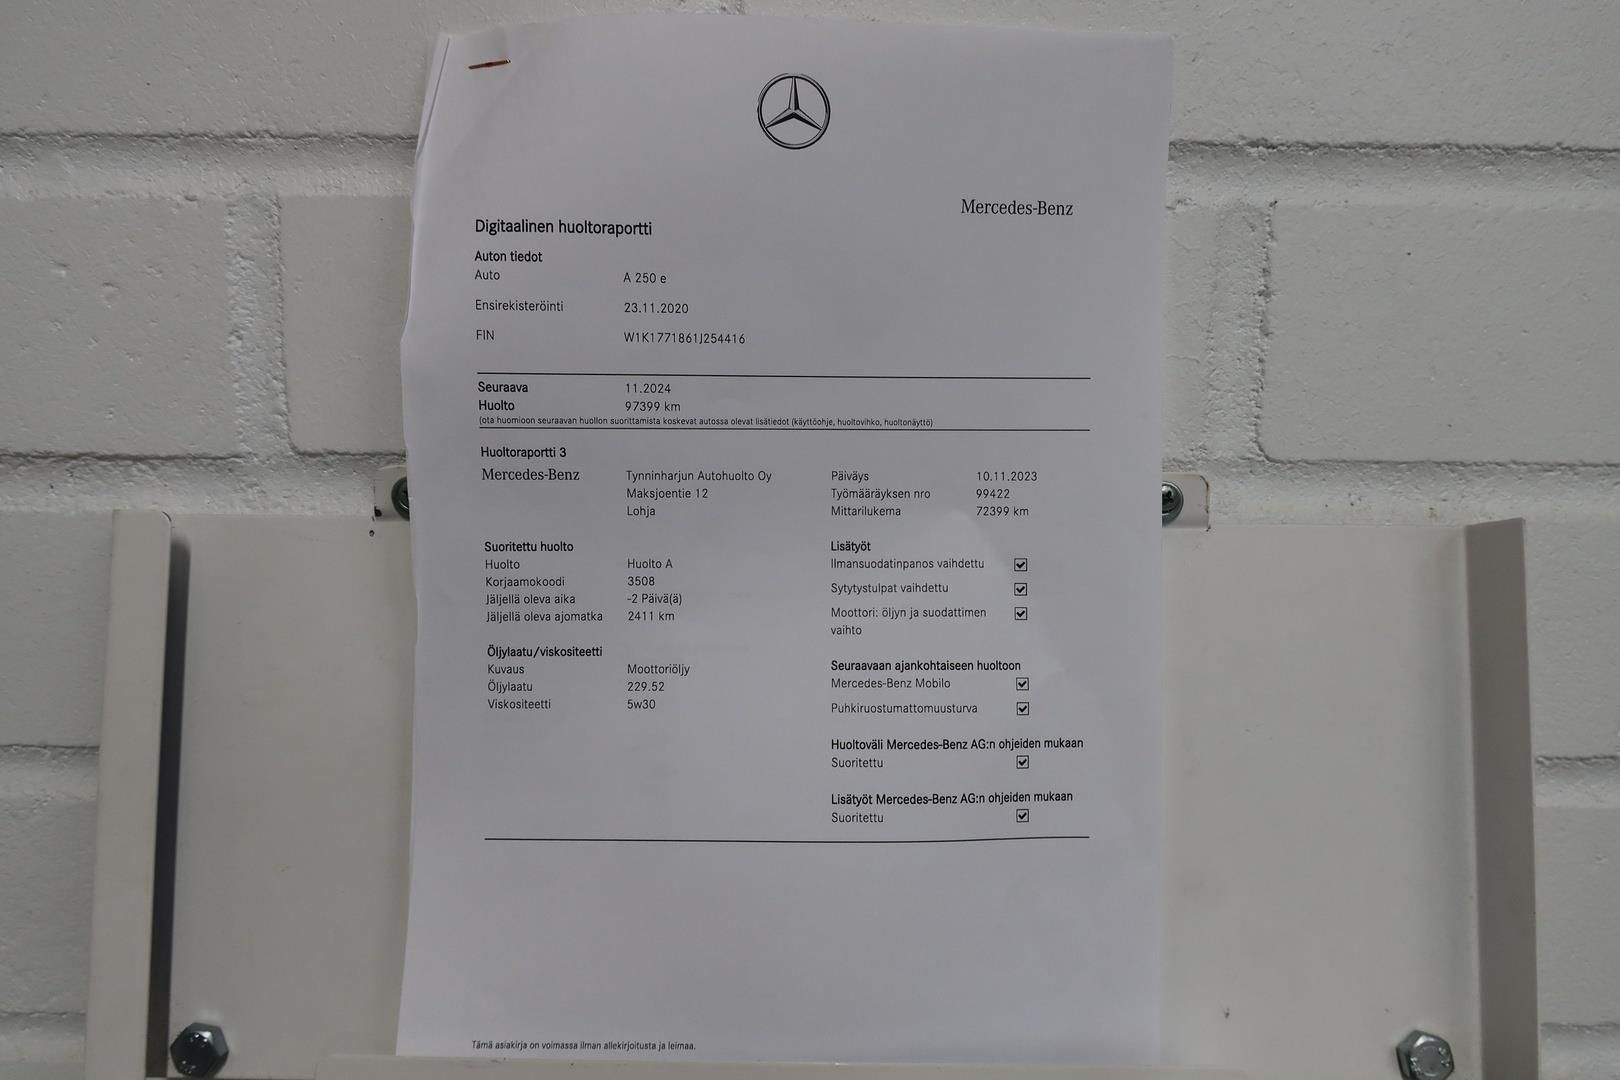 Mercedes-Benz
Digitaalinen huoltoraportti
Auton tiedot
Auto A 250 e
Ensirekisteröinti 23.11.2020
FIN W1K1771861J254416
Seuraava 11.2024
Huolto 97399 km
(ota huomioon seuraavan huollon suorittamista koskevat autossa olevat lisätiedot (käyttöohje, huoltovihko, huoltonäyttö)
Huoltoraportti 3
Mercedes-Benz Tynninharjun Autohuolto Oy Päiväys 10.11.2023
Maksjoentie 12 Työmääräyksen nro 99422
Lohja Mittarilukema 72399 km
Suoritettu huolto
Huolto Huolto A
Korjaamokoodi 3508
Jäljellä oleva aika -2 Päivä(ä)
Jäljellä oleva ajomatka 2411 km
Öljylaatu/viskositeetti
Kuvaus Moottoriöljy
Öljylaatu 229.52
Viskositeetti 5w30
Lisätyöt
Ilmansuodatinpanos vaihdettu
Sytytystulpat vaihdettu
Moottori: öljyn ja suodattimen
vaihto
Seuraavaan ajankohtaiseen huoltoon
Mercedes-Benz Mobilo
Puhkiruostumattomuusturva
Huoltoväli Mercedes-Benz AG:n ohjeiden mukaan
Suoritettu
Lisätyöt Mercedes-Benz AG:n ohjeiden mukaan
Suoritettu
Tämä asiakirja on voimassa ilman allekirjoitusta ja leimaa.